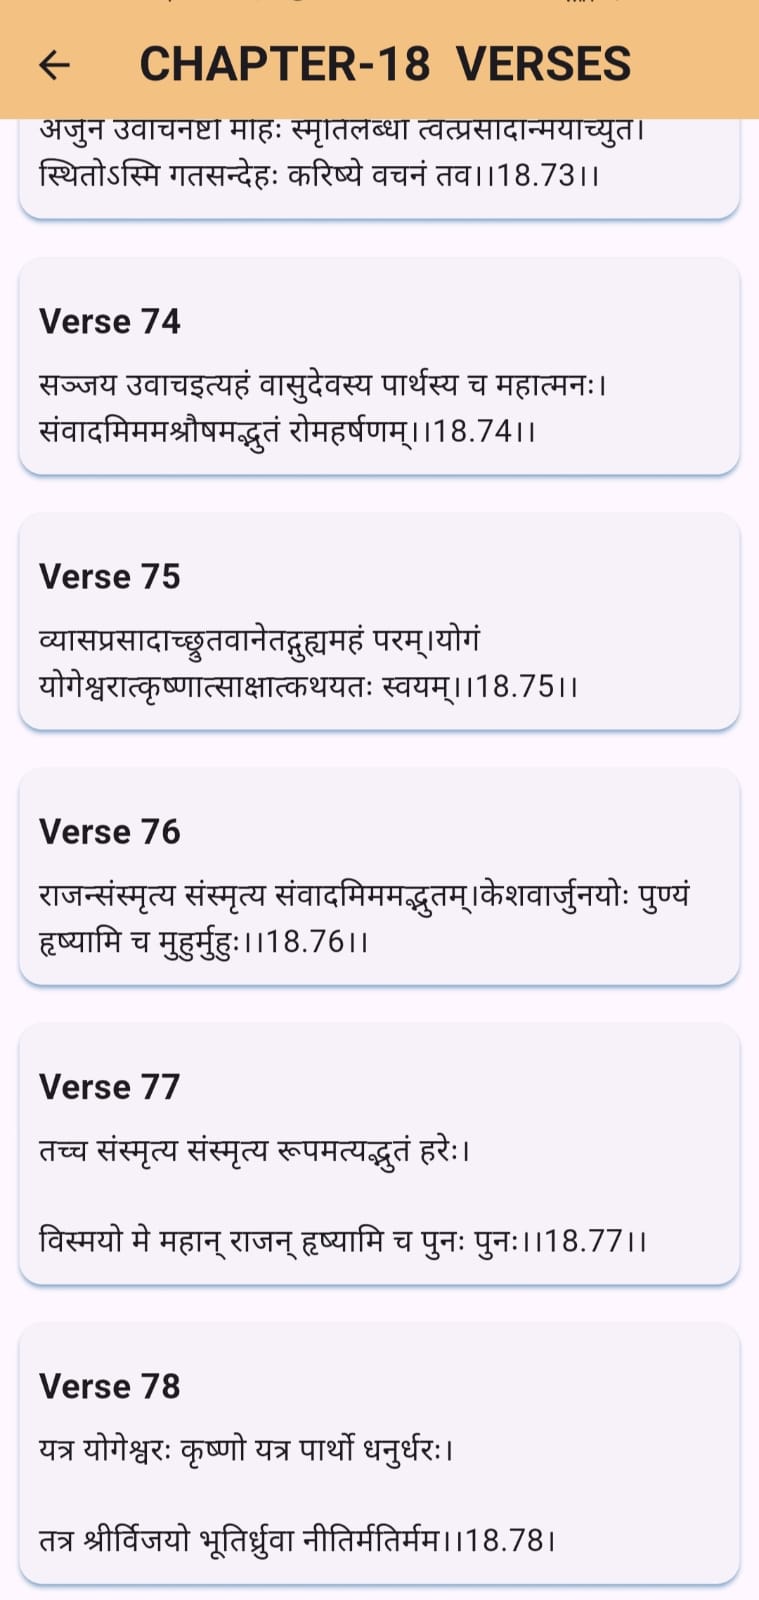 CHAPTER-18 VERSES
अर्जुन उवाचनष्टो मोहः स्मृतिर्लब्धा त्वत्प्रसादान्मयाच्युत।
स्थितोऽस्मि गतसन्देहः करिष्ये वचनं तव।।18.73।।
Verse 74
सञ्जय उवाचइत्यहं वासुदेवस्य पार्थस्य च महात्मनः।
संवादमिममश्रौषमद्भुतं रोमहर्षणम्।।18.74।।
Verse 75
व्यासप्रसादाच्छ्रुतवानेतद्गुह्यमहं परम्।योगं
योगेश्वरात्कृष्णात्साक्षात्कथयतः स्वयम्।।18.75।।
Verse 76
राजन्संस्मृत्य संस्मृत्य संवादमिममद्भुतम्।केशवार्जुनयोः पुण्यं
हृष्यामि च मुहुर्मुहुः।।18.76।।
Verse 77
तच्च संस्मृत्य संस्मृत्य रूपमत्यद्भुतं हरेः।
विस्मयो मे महान् राजन् हृष्यामि च पुनः पुनः।।18.77।।
Verse 78
यत्र योगेश्वरः कृष्णो यत्र पार्थो धनुर्धरः।
तत्र श्रीर्विजयो भूतिर्ध्रुवा नीतिर्मतिर्मम।।18.78।